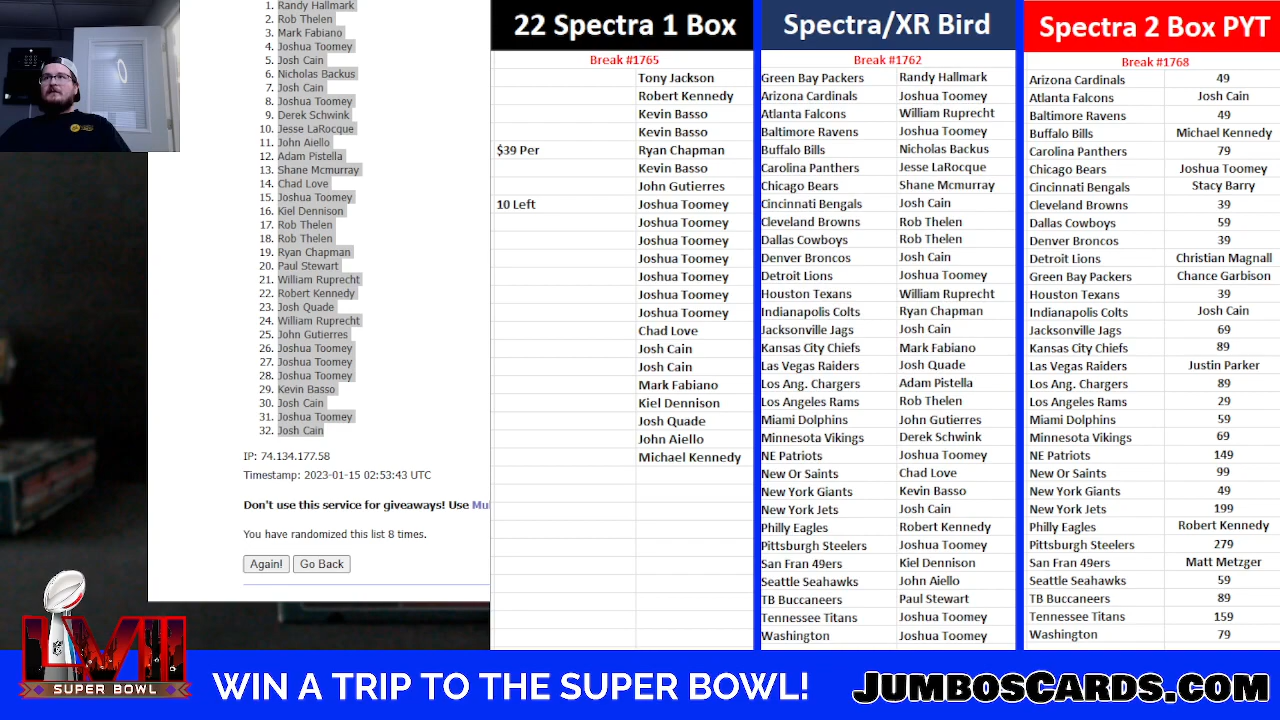 1. Randy Hallmark
2. Rob Thelen
3. Mark Fabiano
4. Joshua Toomey
5. Josh Cain
6. Nicholas Backus
7. Josh Cain
8. Joshua Toomey
9. Derek Schwink
10. Jesse LaRocque
11. John Aiello
12. Adam Pistella
13. Shane Mcmurray
14. Chad Love
15. Joshua Toomey
16. Kiel Dennison
17. Rob Thelen
18. Rob Thelen
19. Ryan Chapman
20. Paul Stewart
21. William Ruprecht
22. Robert Kennedy
23. Josh Quade
24. William Ruprecht
25. John Gutierres
26. Joshua Toomey
27. Joshua Toomey
28. Joshua Toomey
29. Kevin Basso
30. Josh Cain
31. Joshua Toomey
32. Josh Cain
IP: 74.134.177.58
Timestamp: 2023-01-15 02:53:43 UTC
Don't use this service for giveaways! Use Mu
You have randomized this list 8 times.
Again! Go Back
22 Spectra 1 Box
Break #1765
Tony Jackson
Robert Kennedy
Kevin Basso
Kevin Basso
$39 Per Ryan Chapman
Kevin Basso
John Gutierres
10 Left Joshua Toomey
Joshua Toomey
Joshua Toomey
Joshua Toomey
Joshua Toomey
Joshua Toomey
Joshua Toomey
Chad Love
Josh Cain
Josh Cain
Mark Fabiano
Kiel Dennison
Josh Quade
John Aiello
Michael Kennedy
Spectra/XR Bird
Break #1762
Green Bay Packers Randy Hallmark
Arizona Cardinals Joshua Toomey
Atlanta Falcons William Ruprecht
Baltimore Ravens Joshua Toomey
Buffalo Bills Nicholas Backus
Carolina Panthers Jesse LaRocque
Chicago Bears Shane Mcmurray
Cincinnati Bengals Josh Cain
Cleveland Browns Rob Thelen
Dallas Cowboys Rob Thelen
Denver Broncos Josh Cain
Detroit Lions Joshua Toomey
Houston Texans William Ruprecht
Indianapolis Colts Ryan Chapman
Jacksonville Jags Josh Cain
Kansas City Chiefs Mark Fabiano
Las Vegas Raiders Josh Quade
Los Ang. Chargers Adam Pistella
Los Angeles Rams Rob Thelen
Miami Dolphins John Gutierres
Minnesota Vikings Derek Schwink
NE Patriots Joshua Toomey
New Or Saints Chad Love
New York Giants Kevin Basso
New York Jets Josh Cain
Philly Eagles Robert Kennedy
Pittsburgh Steelers Joshua Toomey
San Fran 49ers Kiel Dennison
Seattle Seahawks John Aiello
TB Buccaneers Paul Stewart
Tennessee Titans Joshua Toomey
Washington Joshua Toomey
Spectra 2 Box PYT
Break #1768
Arizona Cardinals 49
Atlanta Falcons Josh Cain
Baltimore Ravens 49
Buffalo Bills Michael Kennedy
Carolina Panthers 79
Chicago Bears Joshua Toomey
Cincinnati Bengals Stacy Barry
Cleveland Browns 39
Dallas Cowboys 59
Denver Broncos 39
Detroit Lions Christian Magnall
Green Bay Packers Chance Garbison
Houston Texans 39
Indianapolis Colts Josh Cain
Jacksonville Jags 69
Kansas City Chiefs 89
Las Vegas Raiders Justin Parker
Los Ang. Chargers 89
Los Angeles Rams 29
Miami Dolphins 59
Minnesota Vikings 69
NE Patriots 149
New Or Saints 99
New York Giants 49
New York Jets 199
Philly Eagles Robert Kennedy
Pittsburgh Steelers 279
San Fran 49ers Matt Metzger
Seattle Seahawks 59
TB Buccaneers 89
Tennessee Titans 159
Washington 79
LVII
SUPER BOWL
WIN A TRIP TO THE SUPER BOWL!
JUMBOSCARDS.COM